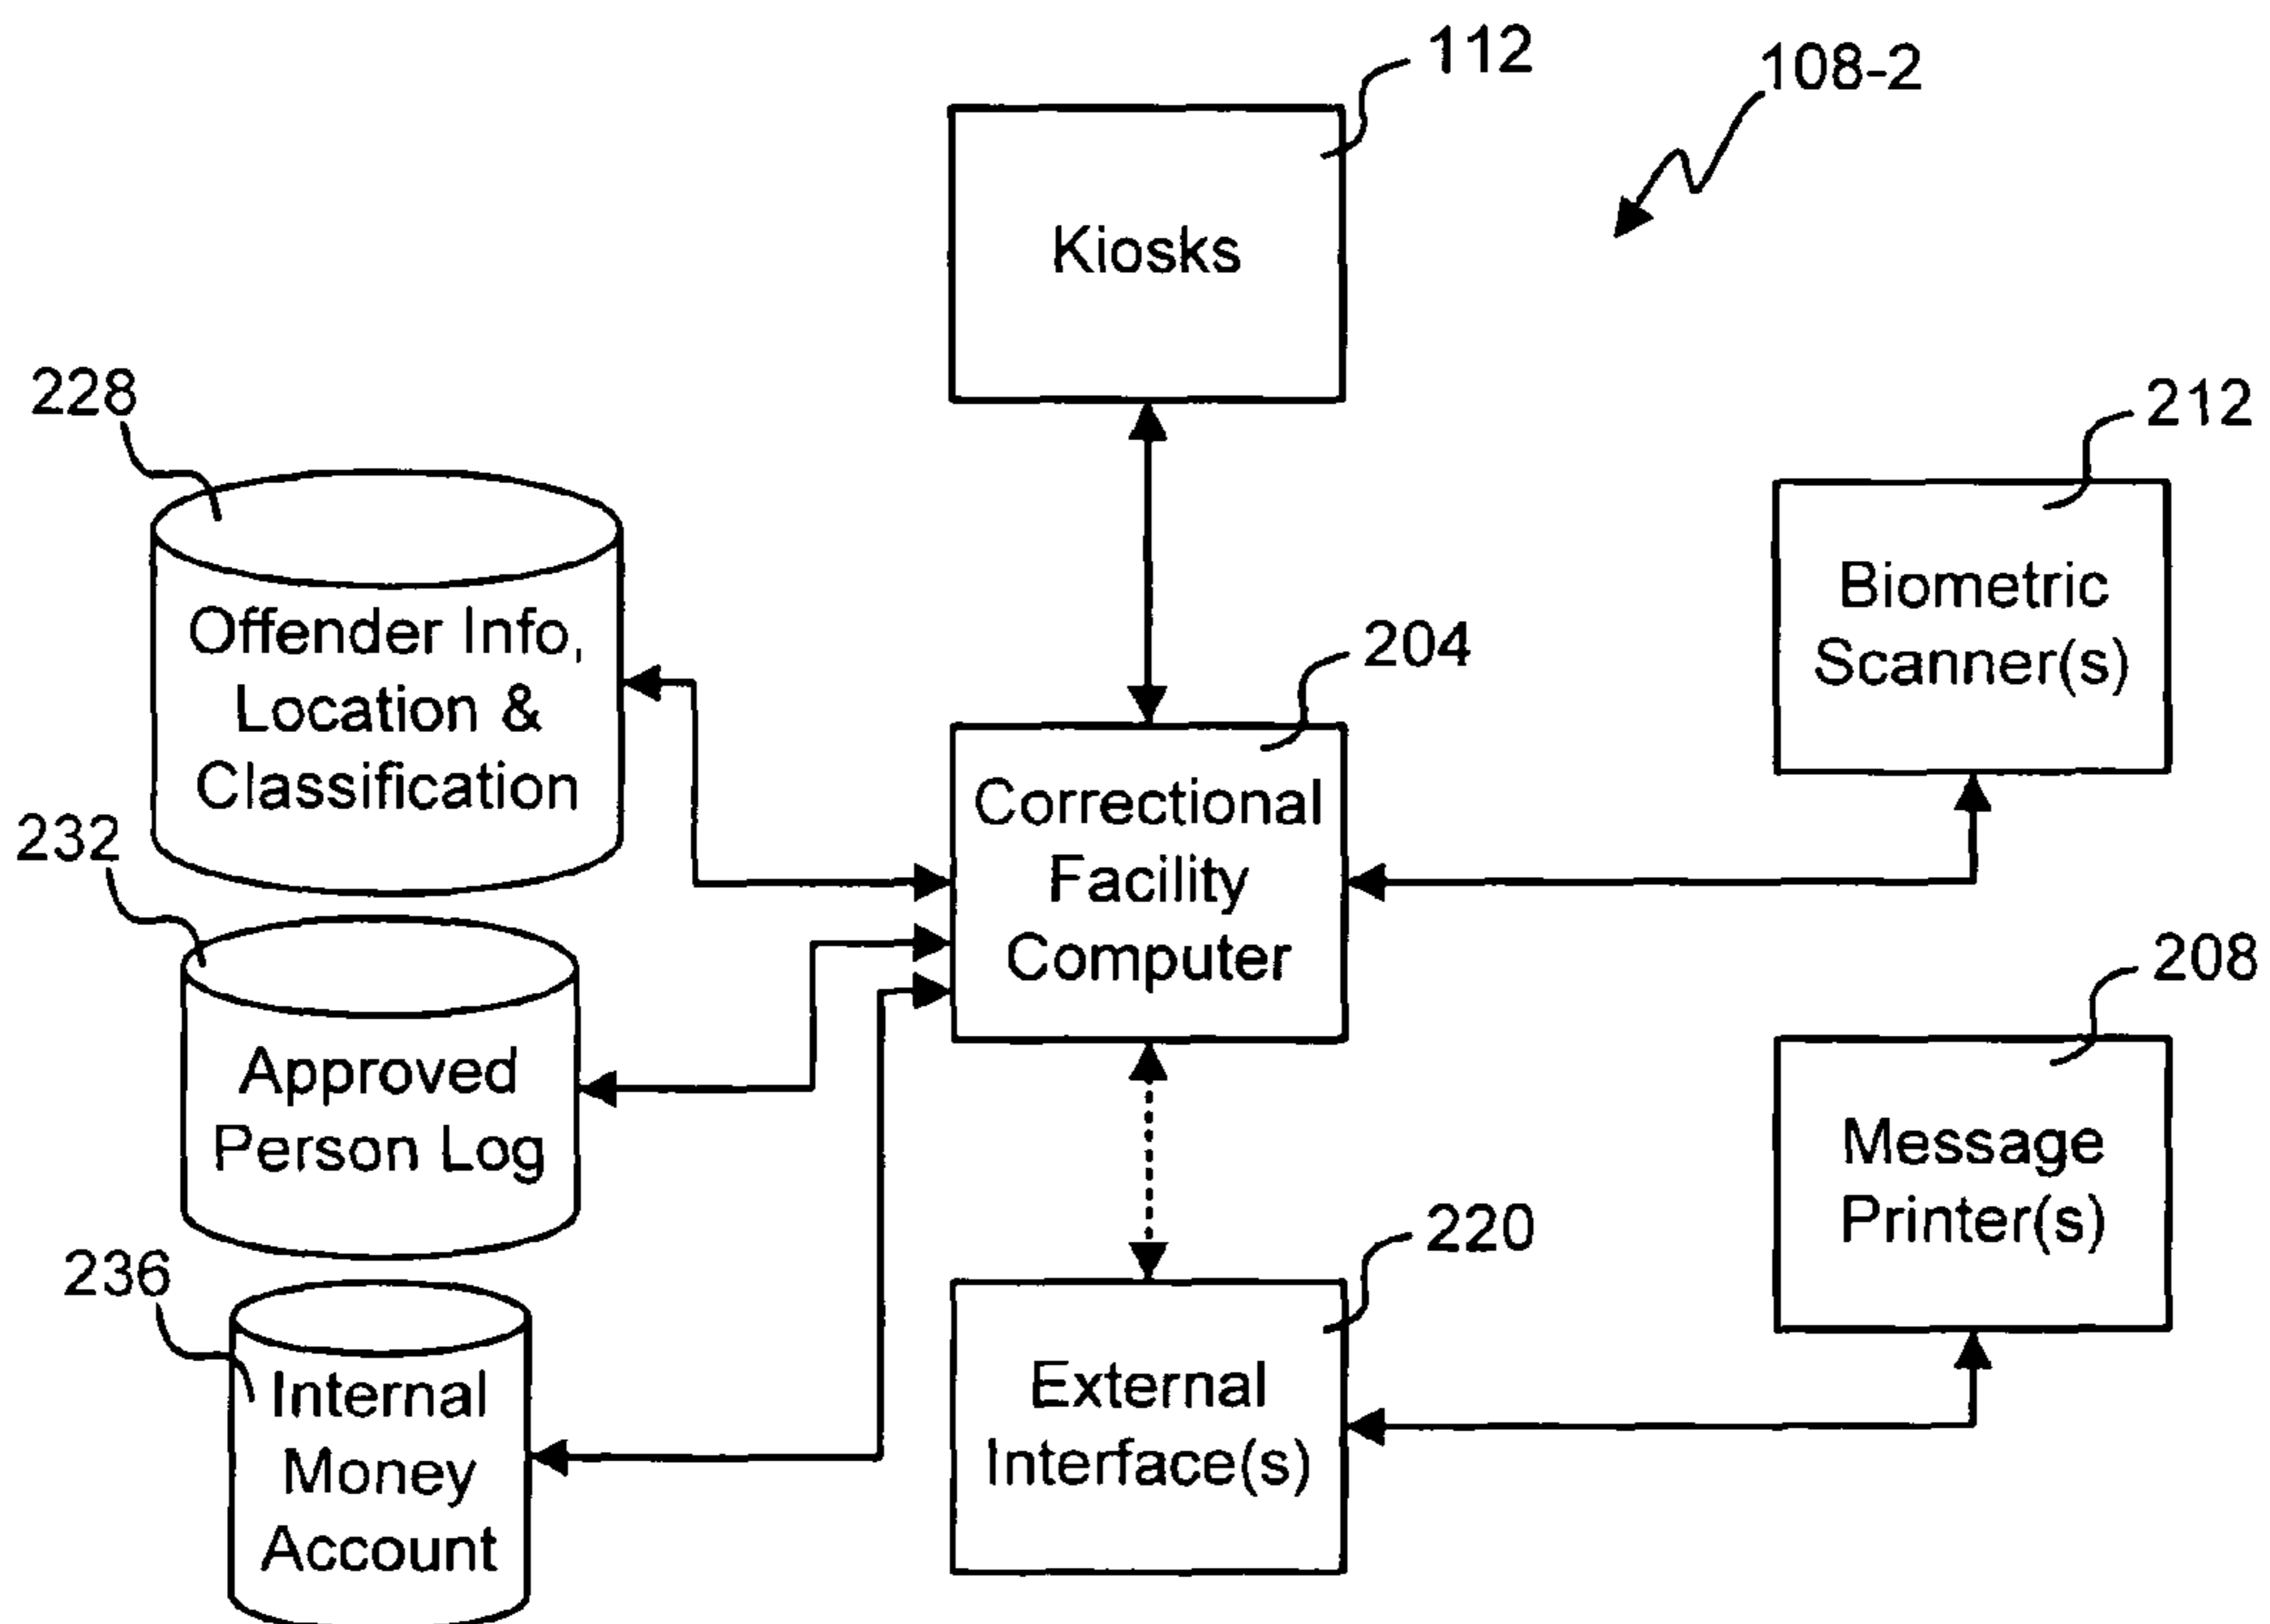 112
108-2
Kiosks
228
212
Offender Info,
Location &
Classification
Biometric
Scanner(s)
204
Correctional
Facility
Computer
232
Approved
Person Log
208
Message
Printer(s)
220
External
Interface(s)
236
Internal
Money
Account